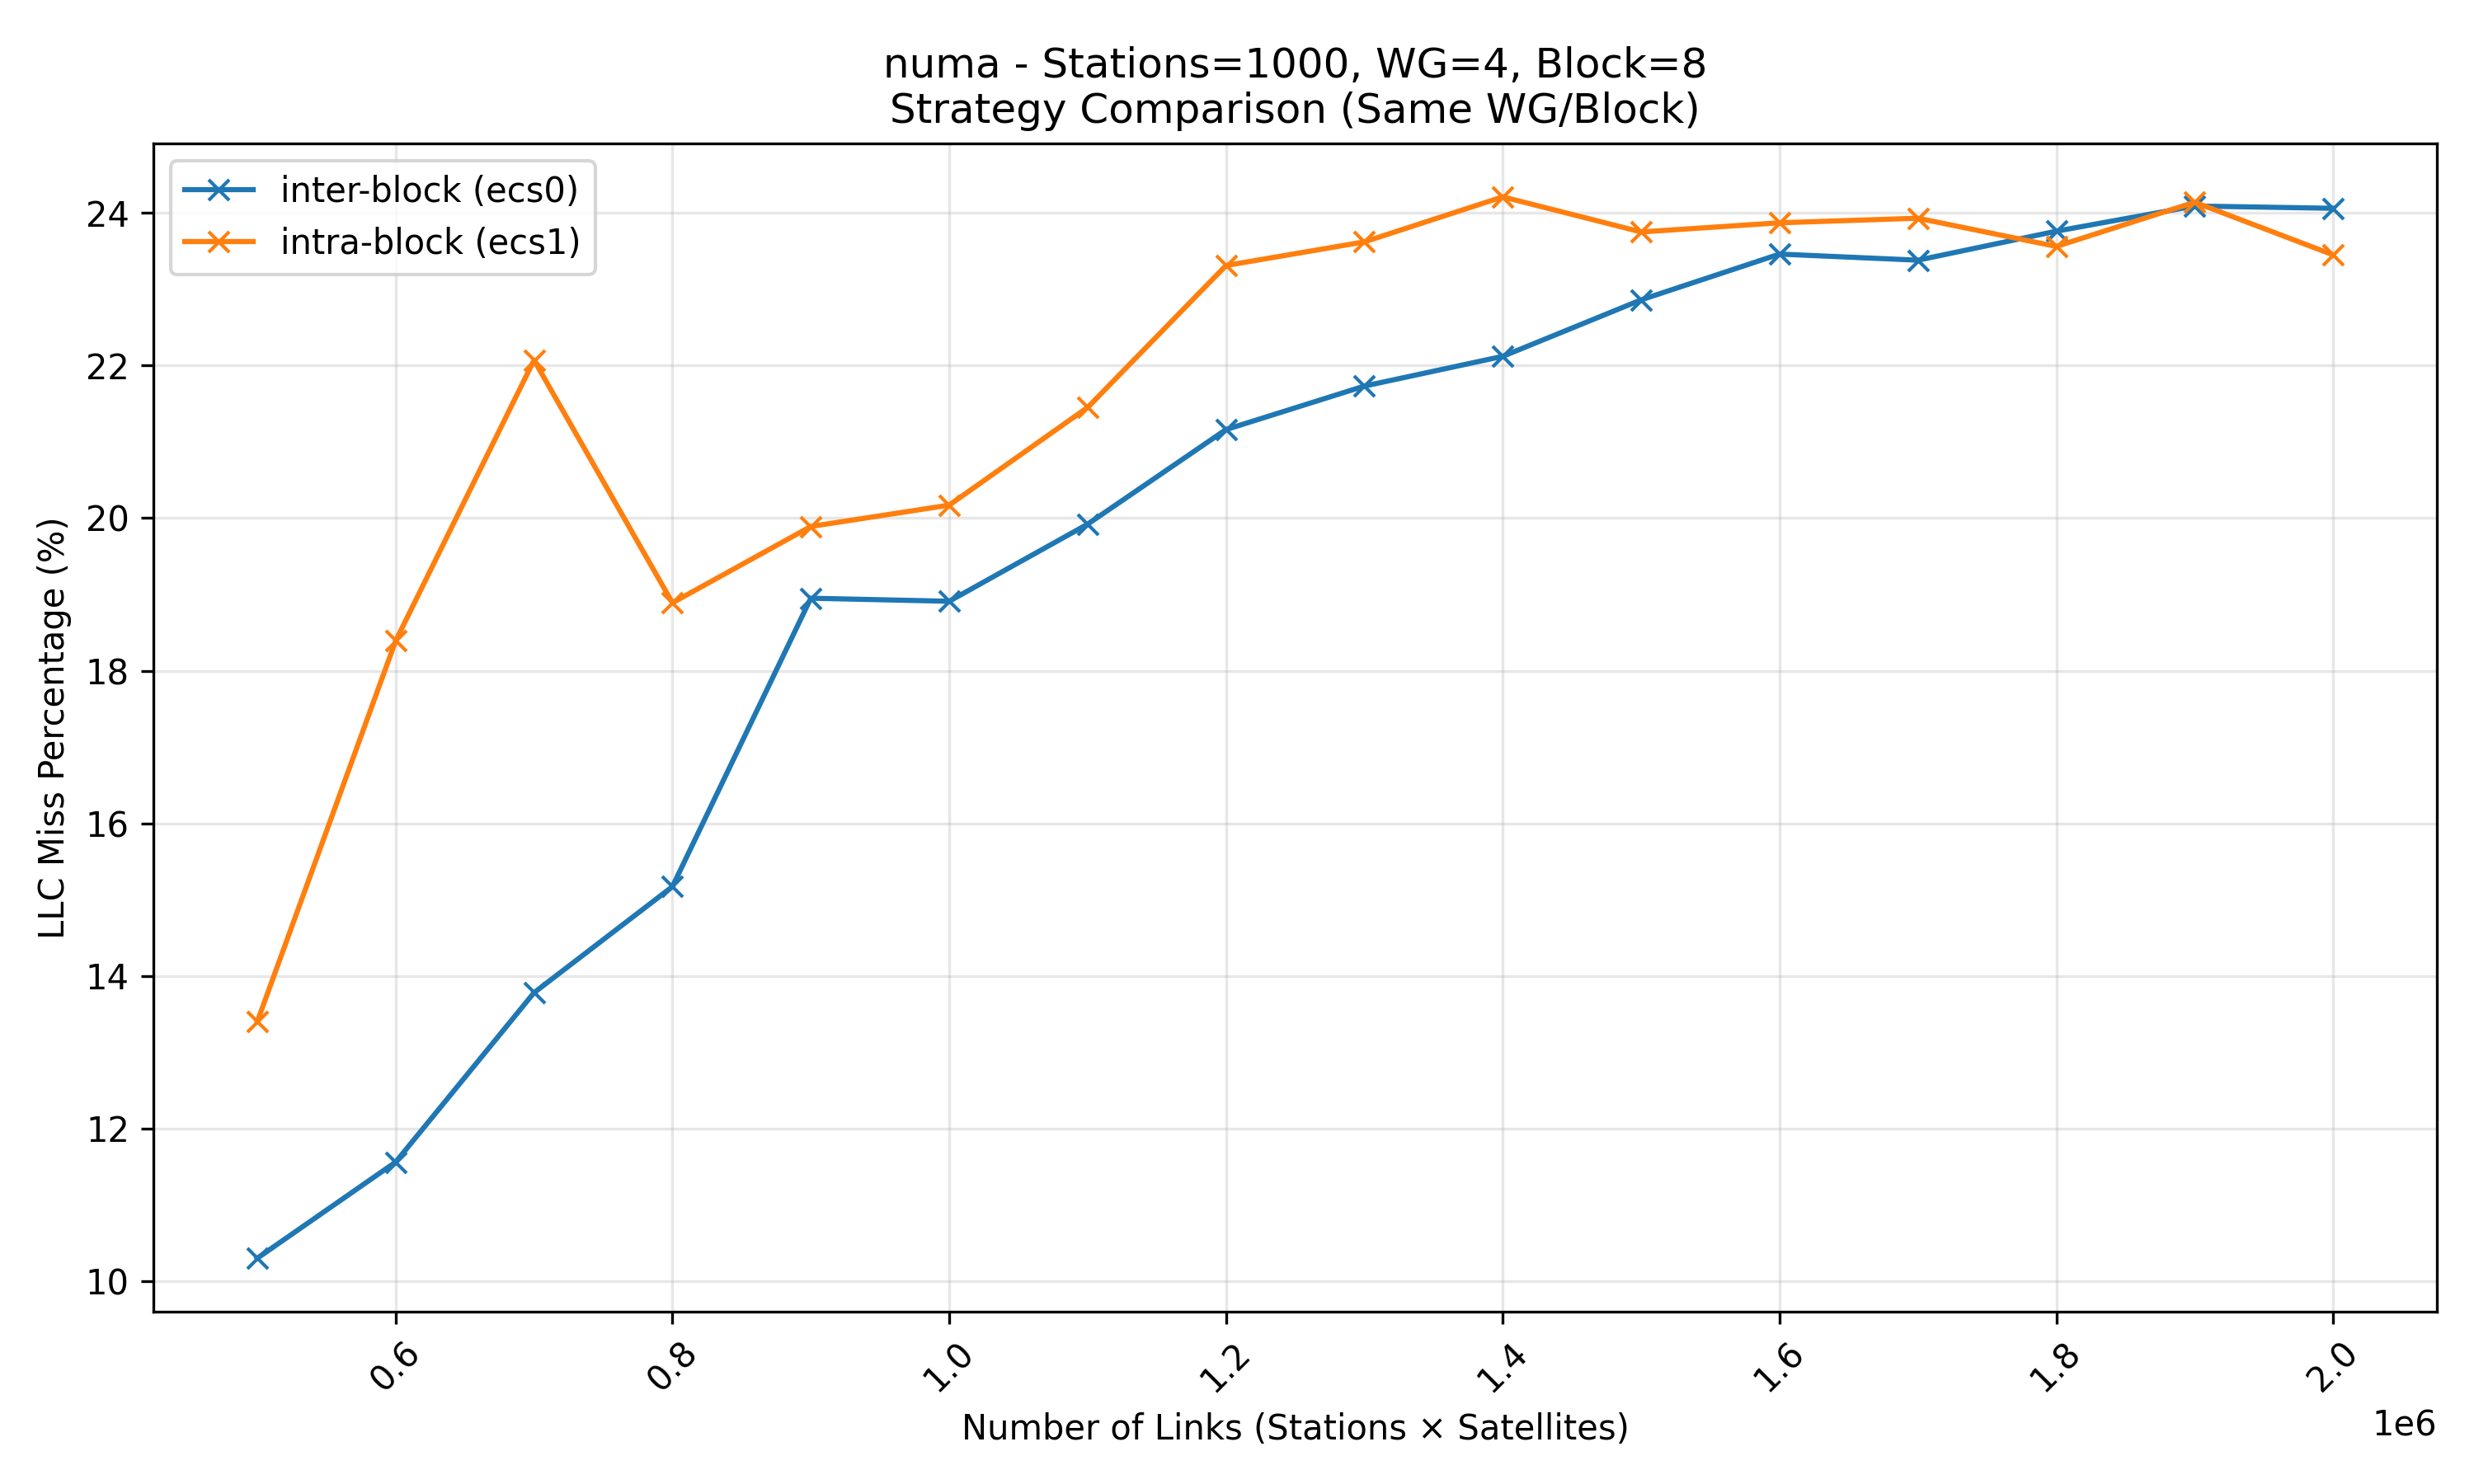 numa - Stations=1000, WG=4, Block=8
Strategy Comparison (Same WG/Block)
inter-block (ecs0)
intra-block (ecs1)
LLC Miss Percentage (%)
24
22
20
18
16
14
12
10
0.6
0.8
1.0
1.2
1.4
1.6
1.8
2.0
1e6
Number of Links (Stations × Satellites)